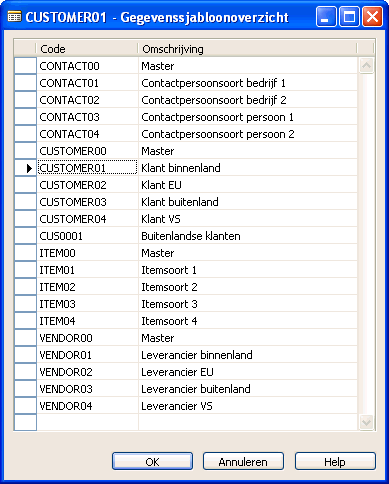 CUSTOMER01 - Gegevenssjabloonoverzicht
Code Omschrijving
CONTACT00 Master
CONTACT01 Contactpersoonsoort bedrijf 1
CONTACT02 Contactpersoonsoort bedrijf 2
CONTACT03 Contactpersoonsoort persoon 1
CONTACT04 Contactpersoonsoort persoon 2
CUSTOMER00 Master
CUSTOMER01 Klant binnenland
CUSTOMER02 Klant EU
CUSTOMER03 Klant buitenland
CUSTOMER04 Klant VS
CUS0001 Buitenlandse klanten
ITEM00 Master
ITEM01 Itemsoort 1
ITEM02 Itemsoort 2
ITEM03 Itemsoort 3
ITEM04 Itemsoort 4
VENDOR00 Master
VENDOR01 Leverancier binnenland
VENDOR02 Leverancier EU
VENDOR03 Leverancier buitenland
VENDOR04 Leverancier VS
OK Annuleren Help